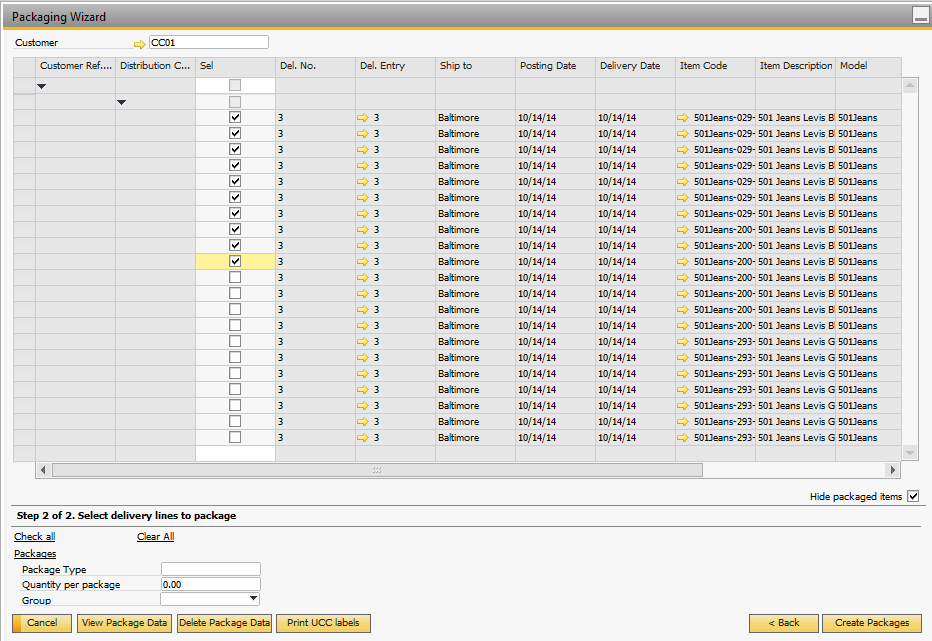 Packaging Wizard
Customer CC01
Customer Ref.... Distribution C... Sel Del. No. Del. Entry Ship to Posting Date Delivery Date Item Code Item Description Model
3 3 Baltimore 10/14/14 10/14/14 501Jeans-029- 501 Jeans Levis Bl 501Jeans
3 3 Baltimore 10/14/14 10/14/14 501Jeans-029- 501 Jeans Levis Bl 501Jeans
3 3 Baltimore 10/14/14 10/14/14 501Jeans-029- 501 Jeans Levis Bl 501Jeans
3 3 Baltimore 10/14/14 10/14/14 501Jeans-029- 501 Jeans Levis Bl 501Jeans
3 3 Baltimore 10/14/14 10/14/14 501Jeans-029- 501 Jeans Levis Bl 501Jeans
3 3 Baltimore 10/14/14 10/14/14 501Jeans-029- 501 Jeans Levis Bl 501Jeans
3 3 Baltimore 10/14/14 10/14/14 501Jeans-029- 501 Jeans Levis Bl 501Jeans
3 3 Baltimore 10/14/14 10/14/14 501Jeans-200- 501 Jeans Levis Bl 501Jeans
3 3 Baltimore 10/14/14 10/14/14 501Jeans-200- 501 Jeans Levis Bl 501Jeans
3 3 Baltimore 10/14/14 10/14/14 501Jeans-200- 501 Jeans Levis Bl 501Jeans
3 3 Baltimore 10/14/14 10/14/14 501Jeans-200- 501 Jeans Levis Bl 501Jeans
3 3 Baltimore 10/14/14 10/14/14 501Jeans-200- 501 Jeans Levis Bl 501Jeans
3 3 Baltimore 10/14/14 10/14/14 501Jeans-200- 501 Jeans Levis Bl 501Jeans
3 3 Baltimore 10/14/14 10/14/14 501Jeans-200- 501 Jeans Levis Bl 501Jeans
3 3 Baltimore 10/14/14 10/14/14 501Jeans-293- 501 Jeans Levis G 501Jeans
3 3 Baltimore 10/14/14 10/14/14 501Jeans-293- 501 Jeans Levis G 501Jeans
3 3 Baltimore 10/14/14 10/14/14 501Jeans-293- 501 Jeans Levis G 501Jeans
3 3 Baltimore 10/14/14 10/14/14 501Jeans-293- 501 Jeans Levis G 501Jeans
3 3 Baltimore 10/14/14 10/14/14 501Jeans-293- 501 Jeans Levis G 501Jeans
3 3 Baltimore 10/14/14 10/14/14 501Jeans-293- 501 Jeans Levis G 501Jeans
3 3 Baltimore 10/14/14 10/14/14 501Jeans-293- 501 Jeans Levis G 501Jeans
Hide packaged items
Step 2 of 2. Select delivery lines to package
Check all Clear All
Packages
Package Type
Quantity per package 0.00
Group
Cancel View Package Data Delete Package Data Print UCC labels < Back Create Packages